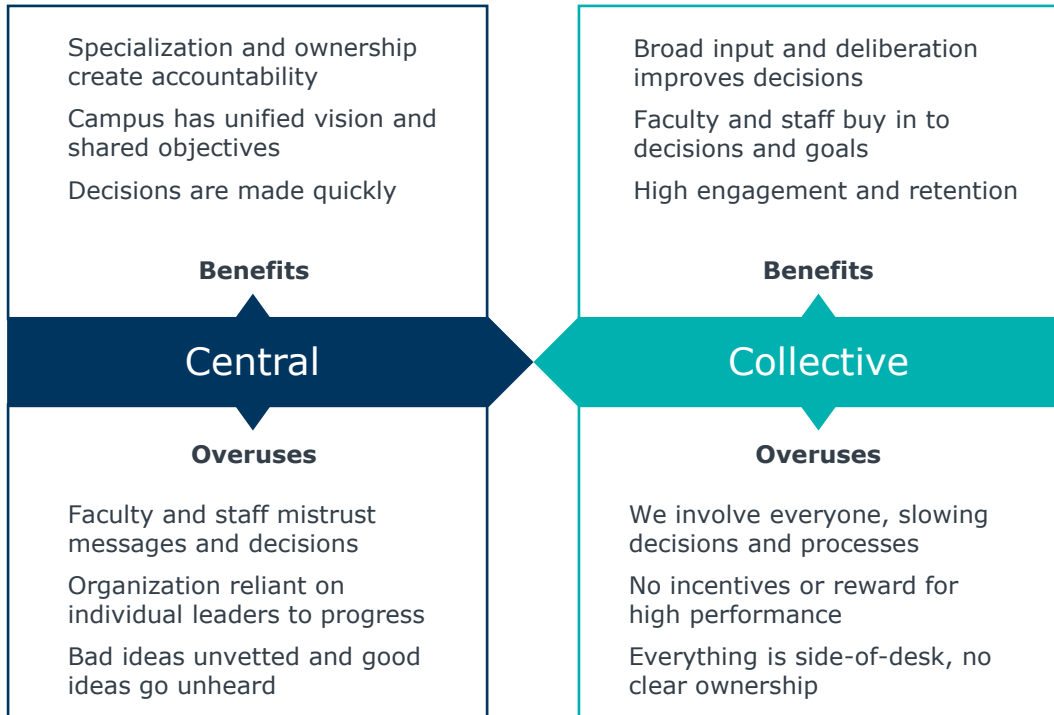 Specialization and ownership
create accountability
Campus has unified vision and
shared objectives
Decisions are made quickly
Benefits
Central
Overuses
Faculty and staff mistrust
messages and decisions
Organization reliant on
individual leaders to progress
Bad ideas unvetted and good
ideas go unheard
Broad input and deliberation
improves decisions
Faculty and staff buy in to
decisions and goals
High engagement and retention
Benefits
Collective
Overuses
We involve everyone, slowing
decisions and processes
No incentives or reward for
high performance
Everything is side-of-desk, no
clear ownership